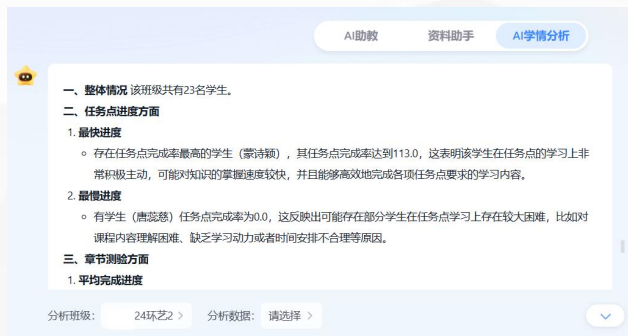 AI助教 资料助手 AI学情分析
一、整体情况 该班级共有23名学生。
二、任务点进度方面
1. 最快进度
存在任务点完成率最高的学生（蒙诗颖），其任务点完成率达到113.0，这表明该学生在任务点的学习上非
常积极主动，可能对知识的掌握速度较快，并且能够高效地完成各项任务点要求的学习内容。
2. 最慢进度
有学生（唐蕊慈）任务点完成率为0.0，这反映出可能存在部分学生在任务点学习上存在较大困难，比如对
课程内容理解困难、缺乏学习动力或者时间安排不合理等原因。
三、章节测验方面
1. 平均完成进度
分析班级： 24环艺2 > 分析数据： 请选择 >